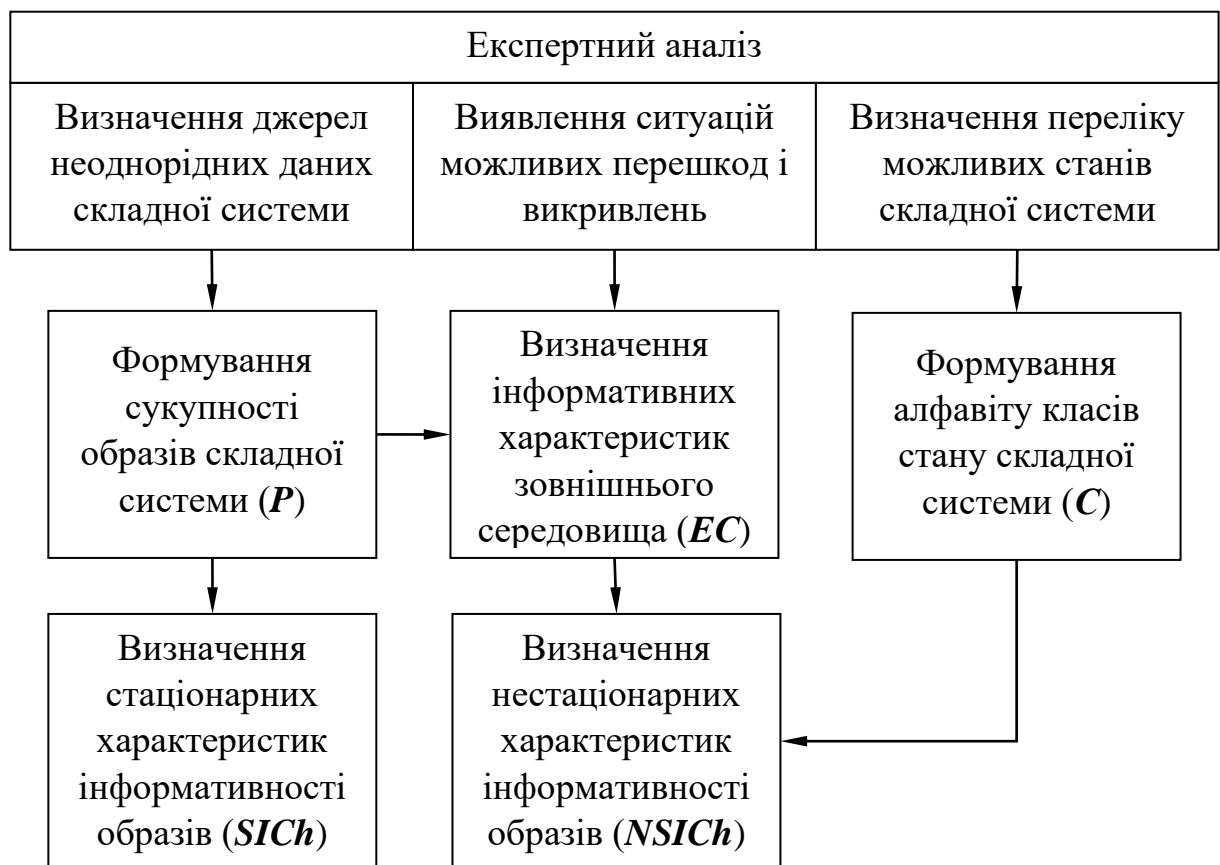 Експертний аналіз
Визначення джерел
неоднорідних даних
складної системи
Виявлення ситуацій
можливих перешкод і
викривлень
Визначення переліку
можливих станів
складної системи
Формування
сукупності
образів складної
системи (P)
Визначення
інформативних
характеристик
зовнішнього
середовища (EC)
Формування
алфавіту класів
стану складної
системи (C)
Визначення
стаціонарних
характеристик
інформативності
образів (SICh)
Визначення
нестаціонарних
характеристик
інформативності
образів (NSICh)